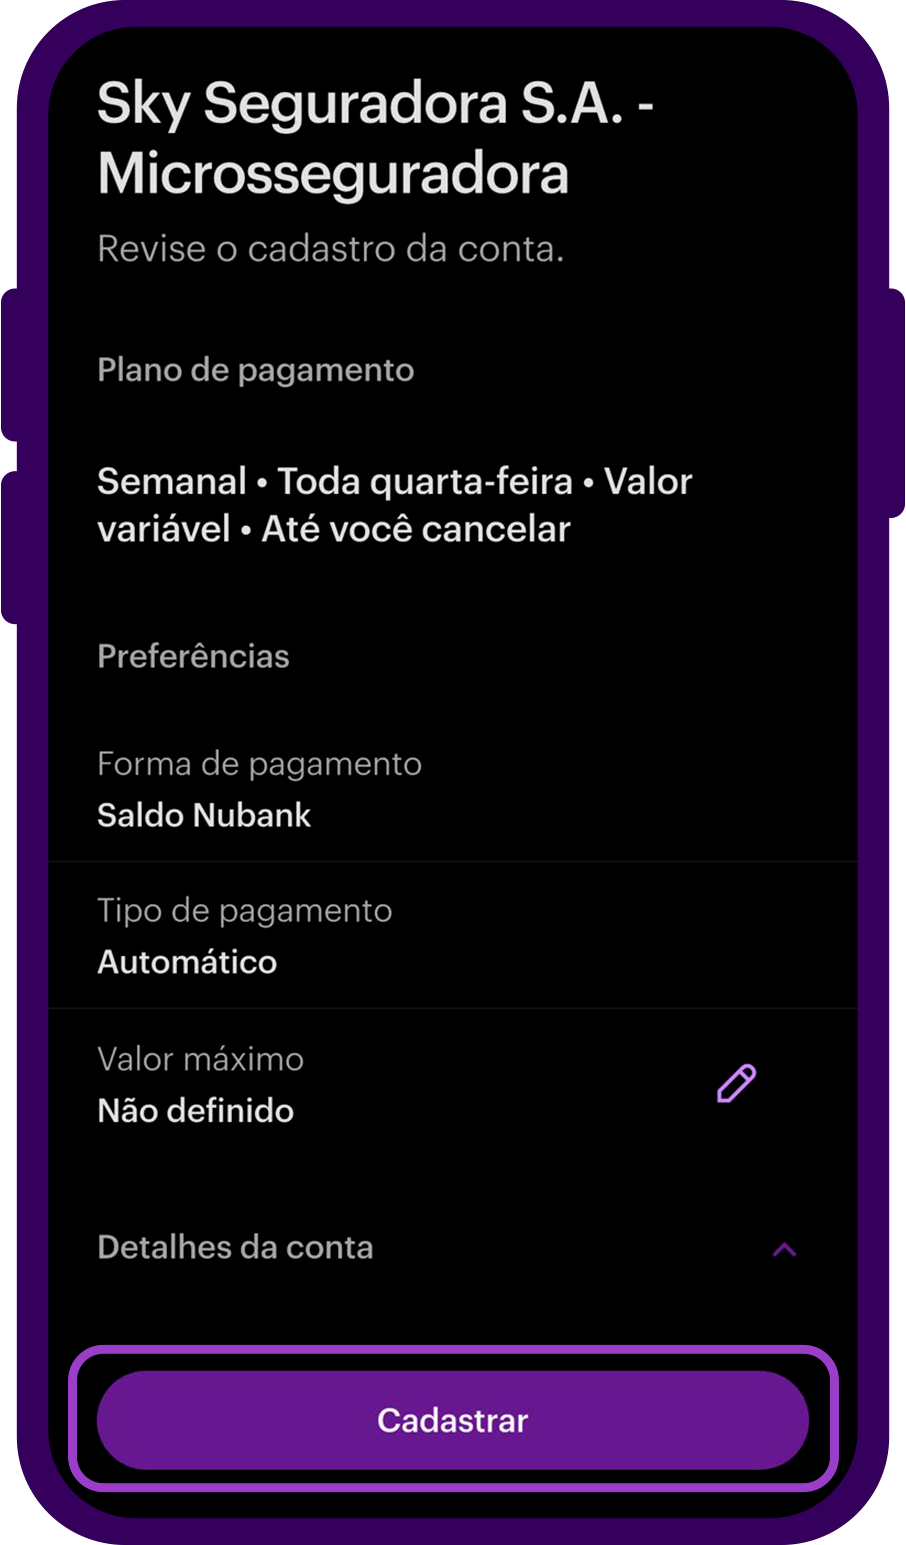 Sky Seguradora S.A. -
Microsseguradora
Revise o cadastro da conta.
Plano de pagamento
Semanal • Toda quarta-feira • Valor
variável • Até você cancelar
Preferências
Forma de pagamento
Saldo Nubank
Tipo de pagamento
Automático
Valor máximo
Não definido
Detalhes da conta
Cadastrar